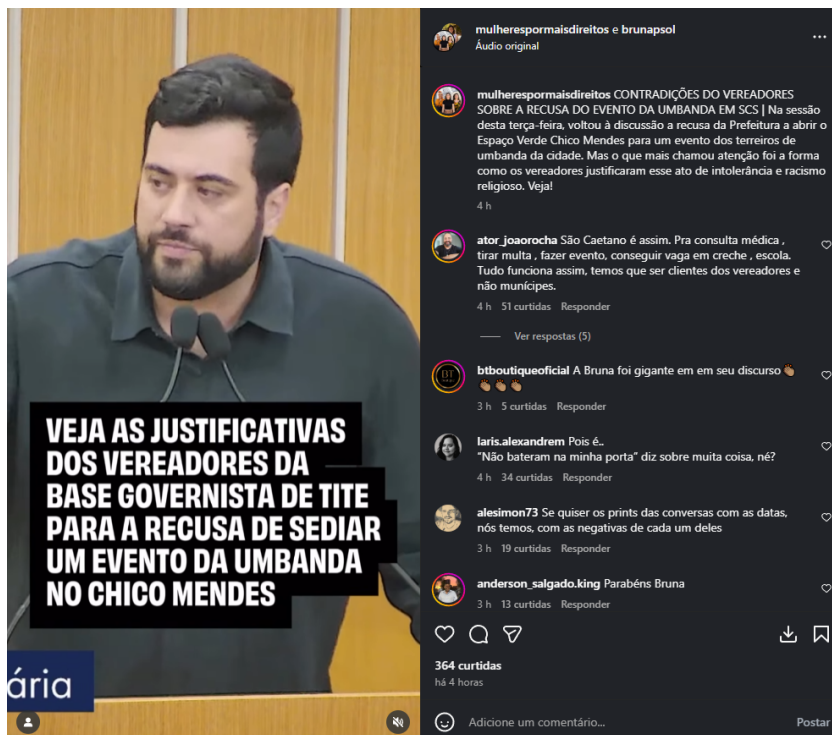 mulherespormaisdireitos e brunapsol
Áudio original
mulherespormaisdireitos CONTRADIÇÕES DO VEREADORES
SOBRE A RECUSA DO EVENTO DA UMBANDA EM SCS | Na sessão
desta terça-feira, voltou à discussão a recusa da Prefeitura a abrir o
Espaço Verde Chico Mendes para um evento dos terreiros de
umbanda da cidade. Mas o que mais chamou atenção foi a forma
como os vereadores justificaram esse ato de intolerância e racismo
religioso. Veja!
4 h
ator_joaorocha São Caetano é assim. Pra consulta médica ,
tirar multa , fazer evento, conseguir vaga em creche , escola.
Tudo funciona assim, temos que ser clientes dos vereadores e
não munícipes.
4 h 51 curtidas Responder
Ver respostas (5)
btboutiqueoficial A Bruna foi gigante em em seu discurso 👏🏽
👏🏽👏🏽👏🏽
3 h 5 curtidas Responder
laris.alexandrem Pois é..
“Não bateram na minha porta” diz sobre muita coisa, né?
4 h 34 curtidas Responder
alesimon73 Se quiser os prints das conversas com as datas,
nós temos, com as negativas de cada um deles
3 h 19 curtidas Responder
anderson_salgado.king Parabéns Bruna
3 h 13 curtidas Responder
364 curtidas
há 4 horas
Adicione um comentário...
Postar
VEJA AS JUSTIFICATIVAS
DOS VEREADORES DA
BASE GOVERNISTA DE TITE
PARA A RECUSA DE SEDIAR
UM EVENTO DA UMBANDA
NO CHICO MENDES
ária
BT